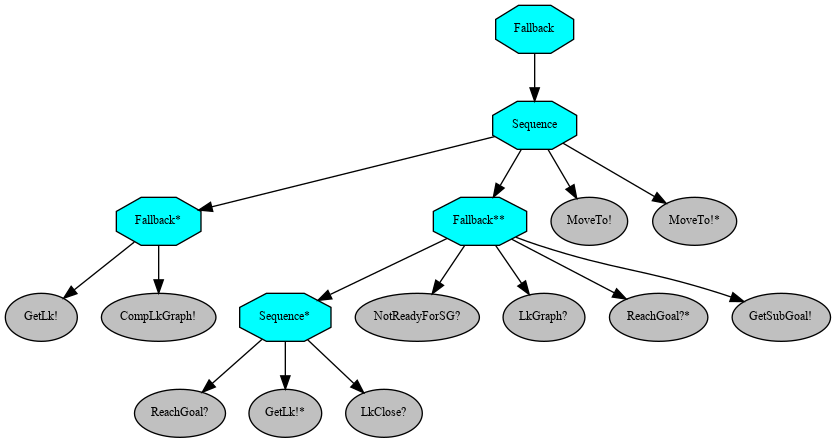 Fallback
Sequence
Fallback*
Fallback**
MoveTo!
MoveTo!*
GetLk!
CompLkGraph!
Sequence*
NotReadyForSG?
LkGraph?
ReachGoal?*
GetSubGoal!
ReachGoal?
GetLk!*
LkClose?